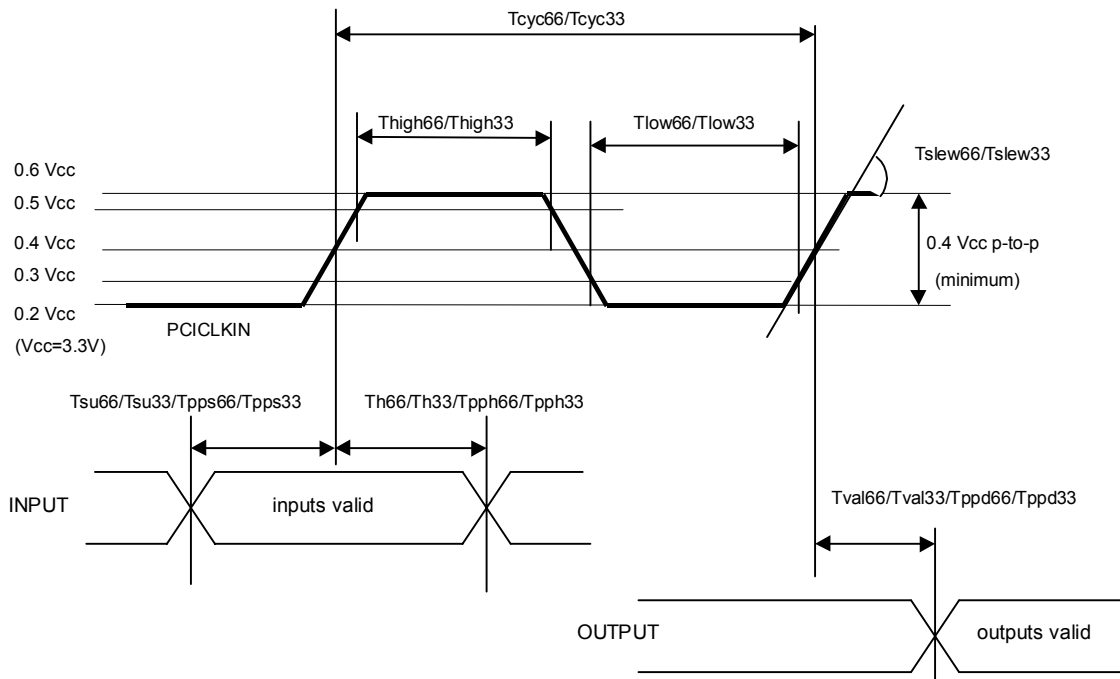 Tcyc66/Tcyc33
Thigh66/Thigh33
Tlow66/Tlow33
Tslew66/Tslew33
0.6 Vcc
0.5 Vcc
0.4 Vcc
0.4 Vcc p-to-p
0.3 Vcc
(minimum)
0.2 Vcc
PCICLKIN
(Vcc=3.3V)
Tsu66/Tsu33/Tpps66/Tpps33
Th66/Th33/Tpph66/Tpph33
INPUT
inputs valid
Tval66/Tval33/Tppd66/Tppd33
OUTPUT
outputs valid